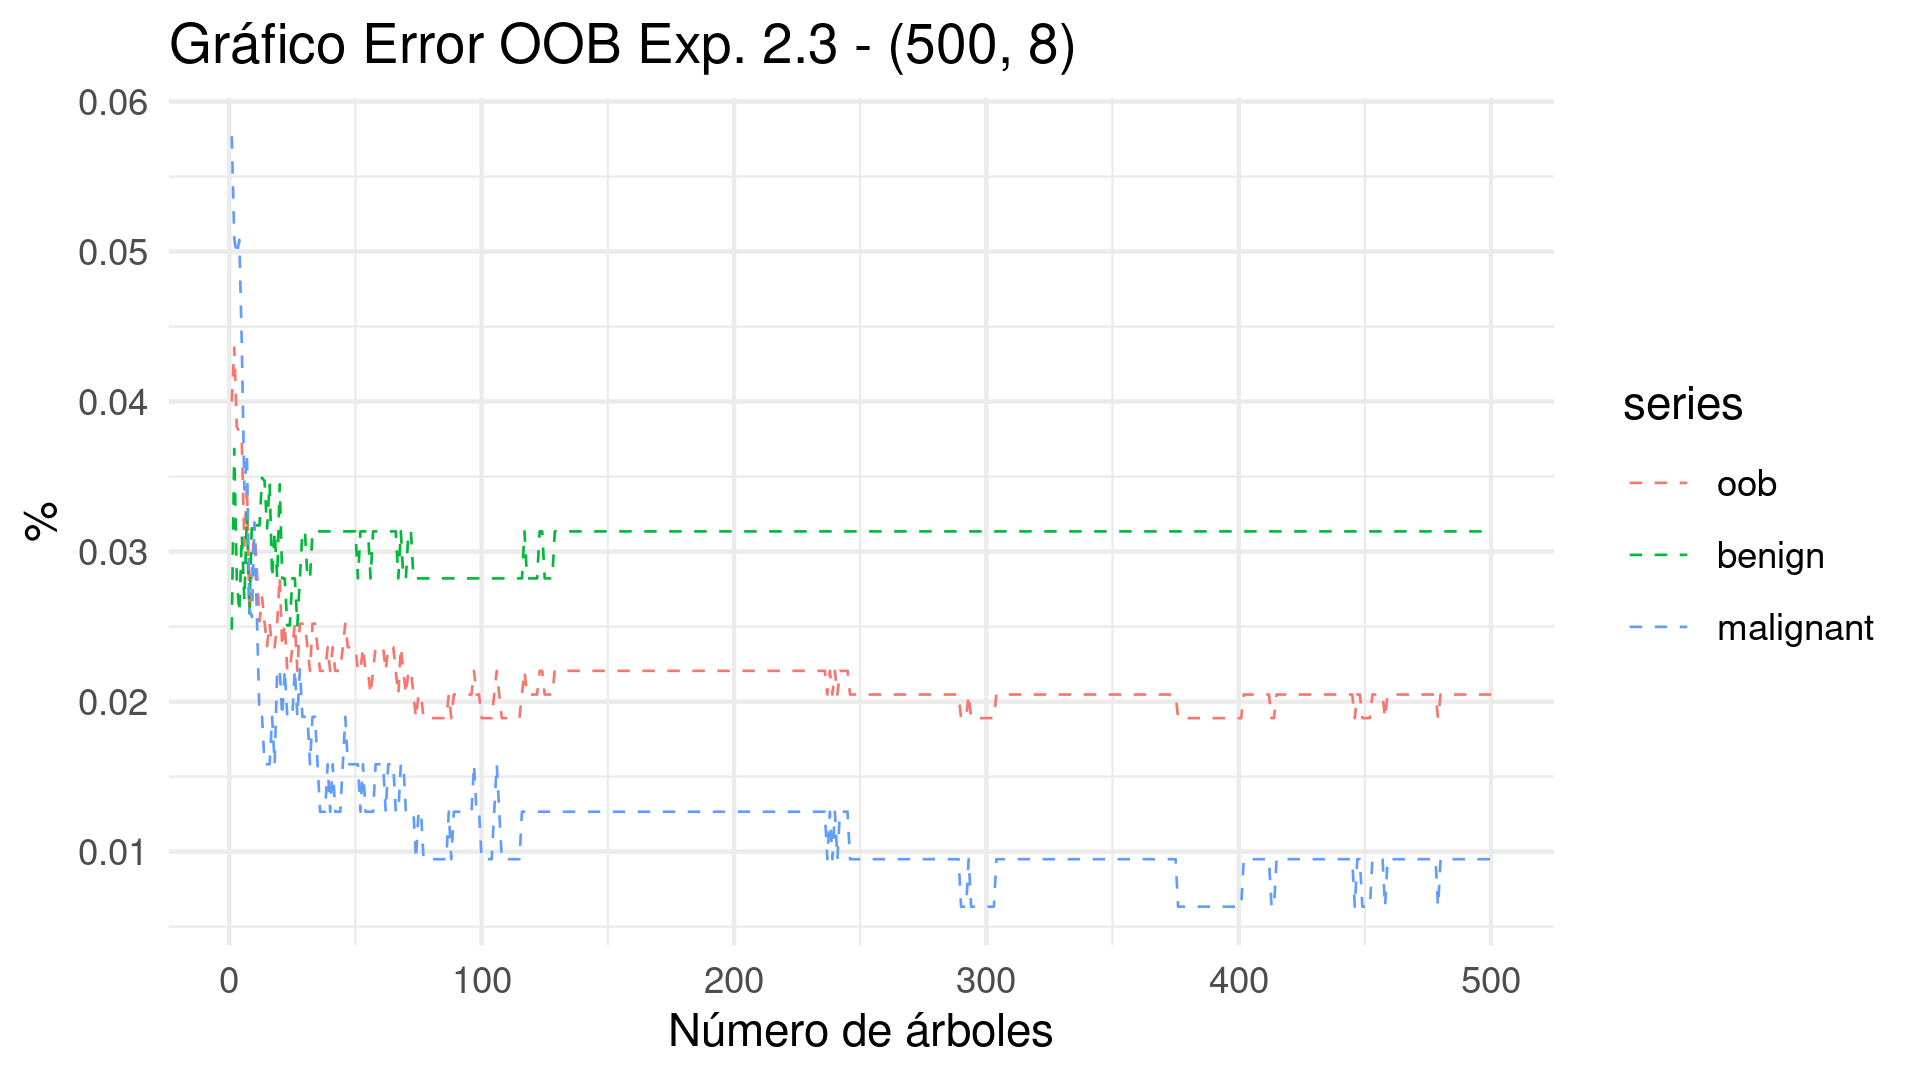 Gráfico Error OOB Exp. 2.3 - (500, 8)
0.06
0.05
0.04
0.03
0.02
0.01
%
0 100 200 300 400 500
Número de árboles
series
oob
benign
malignant